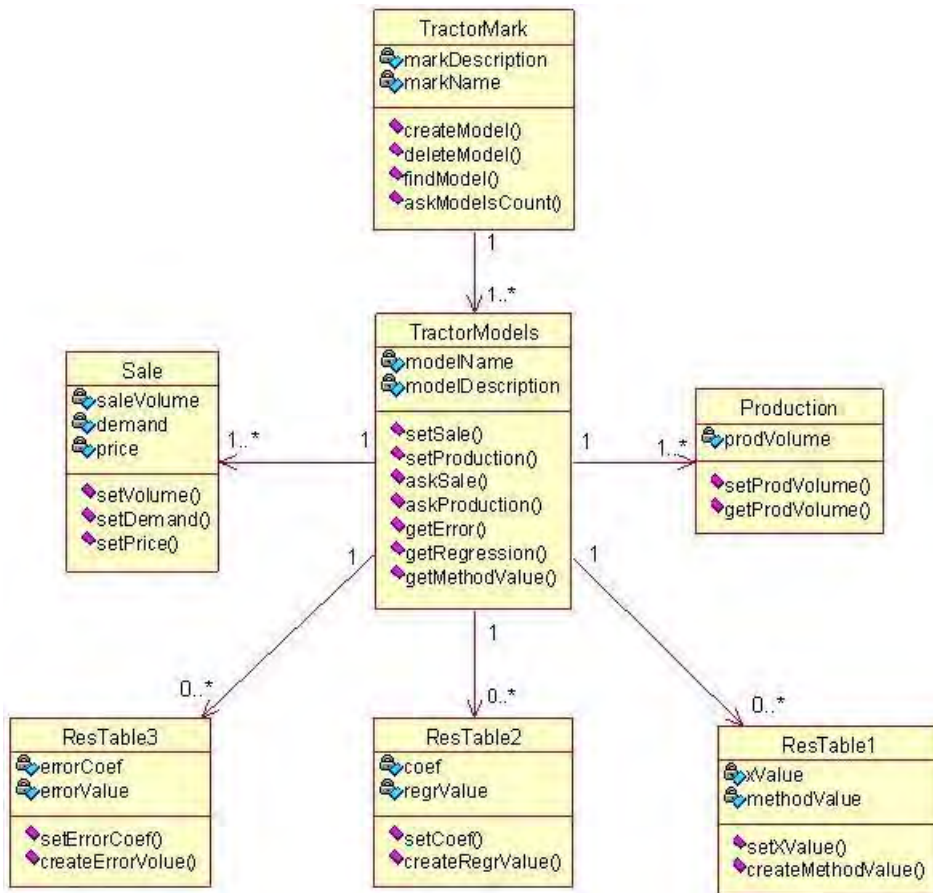 TractorMark
markDescription
markName
createModel()
deleteModel()
findModel()
askModelsCount()
1
1..*
TractorModels
modelName
modelDescription
setSale()
setProduction()
askSale()
askProduction()
getError()
getRegression()
getMethodValue()
Sale
saleVolume
demand
price
setVolume()
setDemand()
setPrice()
1..*
1
1
1..*
Production
prodVolume
setProdVolume()
getProdVolume()
1
1
1
0..*
0..*
0..*
ResTable3
errorCoef
errorValue
setErrorCoef()
createErrorVolue()
ResTable2
coef
regrValue
setCoef()
createRegrValue()
ResTable1
xValue
methodValue
setXValue()
createMethodValue()